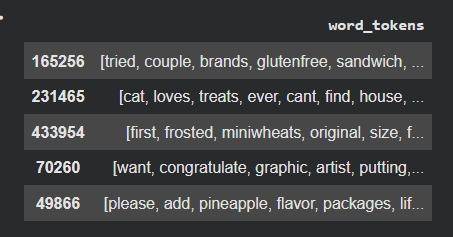 word_tokens
165256 [tried, couple, brands, glutenfree, sandwich, ...
231465 [cat, loves, treats, ever, cant, find, house, ...
433954 [first, frosted, miniwheats, original, size, f...
70260 [want, congratulate, graphic, artist, putting,...
49866 [please, add, pineapple, flavor, packages, lif...